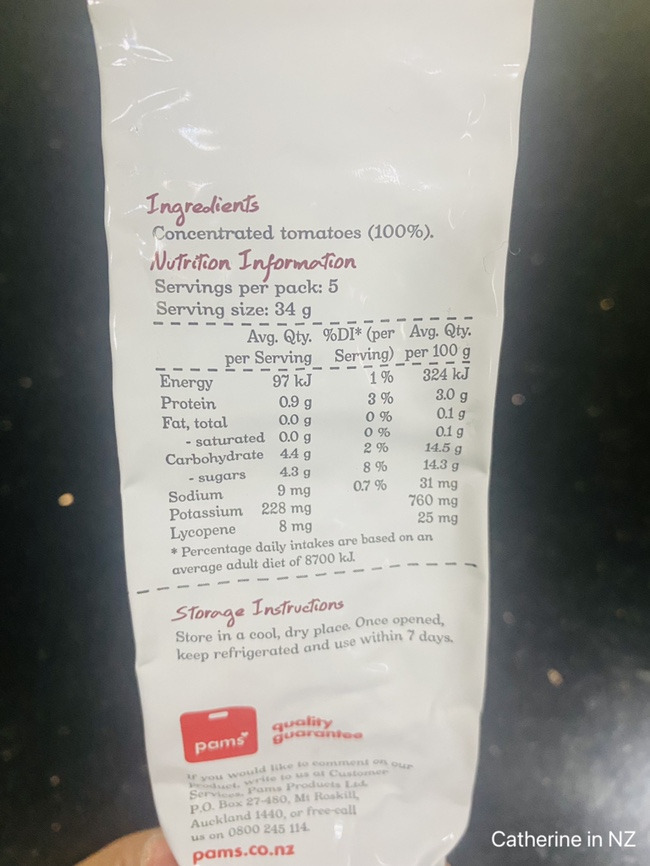 Ingredients
Concentrated tomatoes (100%).
Nutrition Information
Servings per pack: 5
Serving size: 34 g
Avg. Qty. %DI* (per Avg. Qty.
per Serving Serving) per 100 g
Energy 97 kJ 1 % 324 kJ
Protein 0.9 g 3 % 3.0 g
Fat, total 0.0 g 0 % 0.1 g
- saturated 0.0 g 0 % 0.1 g
Carbohydrate 4.4 g 2 % 14.5 g
- sugars 4.3 g 8 % 14.3 g
Sodium 9 mg 0.7 % 31 mg
Potassium 228 mg 760 mg
Lycopene 8 mg 25 mg
* Percentage daily intakes are based on an
average adult diet of 8700 kJ.
Storage Instructions
Store in a cool, dry place. Once opened,
keep refrigerated and use within 7 days.
pams
quality
guarantee
If you would like to comment on our
Product, write to us at Customer
Services, Pams Products Ltd,
P.O. Box 27-480, Mt Roskill,
Auckland 1440, or free-call
us on 0800 245 114.
pams.co.nz
Catherine in NZ